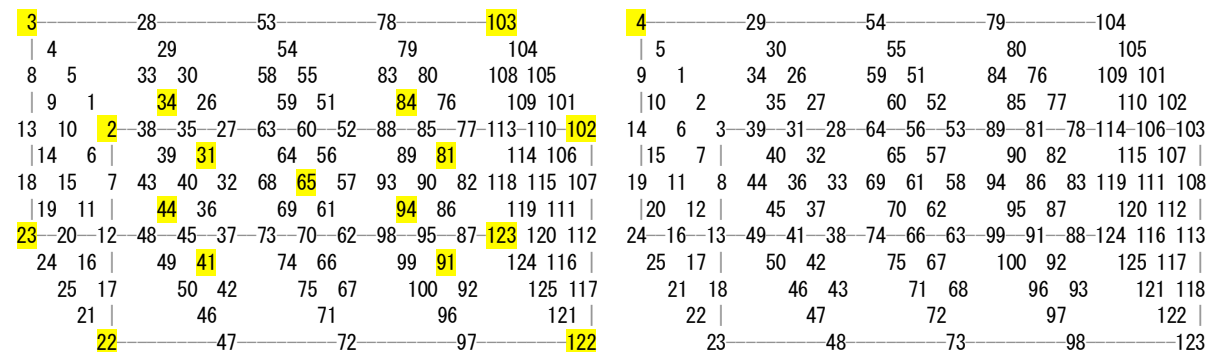 3 28 53 78 103 4 29 54 79 104
4 29 54 79 104 5 30 55 80 105
8 5 33 30 58 55 83 80 108 105 9 1 34 26 59 51 84 76 109 101
9 1 34 26 59 51 84 76 109 101 10 2 35 27 60 52 85 77 110 102
13 10 2 38 35 27 63 60 52 88 85 77 113 110 102 14 6 3 39 31 28 64 56 53 89 81 78 114 106 103
14 6 39 31 64 56 89 81 114 106 15 7 40 32 65 57 90 82 115 107
18 15 7 43 40 32 68 65 57 93 90 82 118 115 107 19 11 8 44 36 33 69 61 58 94 86 83 119 111 108
19 11 44 36 69 61 94 86 119 111 20 12 45 37 70 62 95 87 120 112
23 20 12 48 45 37 73 70 62 98 95 87 123 120 112 24 16 13 49 41 38 74 66 63 99 91 88 124 116 113
24 16 49 41 74 66 99 91 124 116 25 17 50 42 75 67 100 92 125 117
25 17 50 42 75 67 100 92 125 117 21 18 46 43 71 68 96 93 121 118
21 46 71 96 121 22 47 72 97 122
22 47 72 97 122 23 48 73 98 123